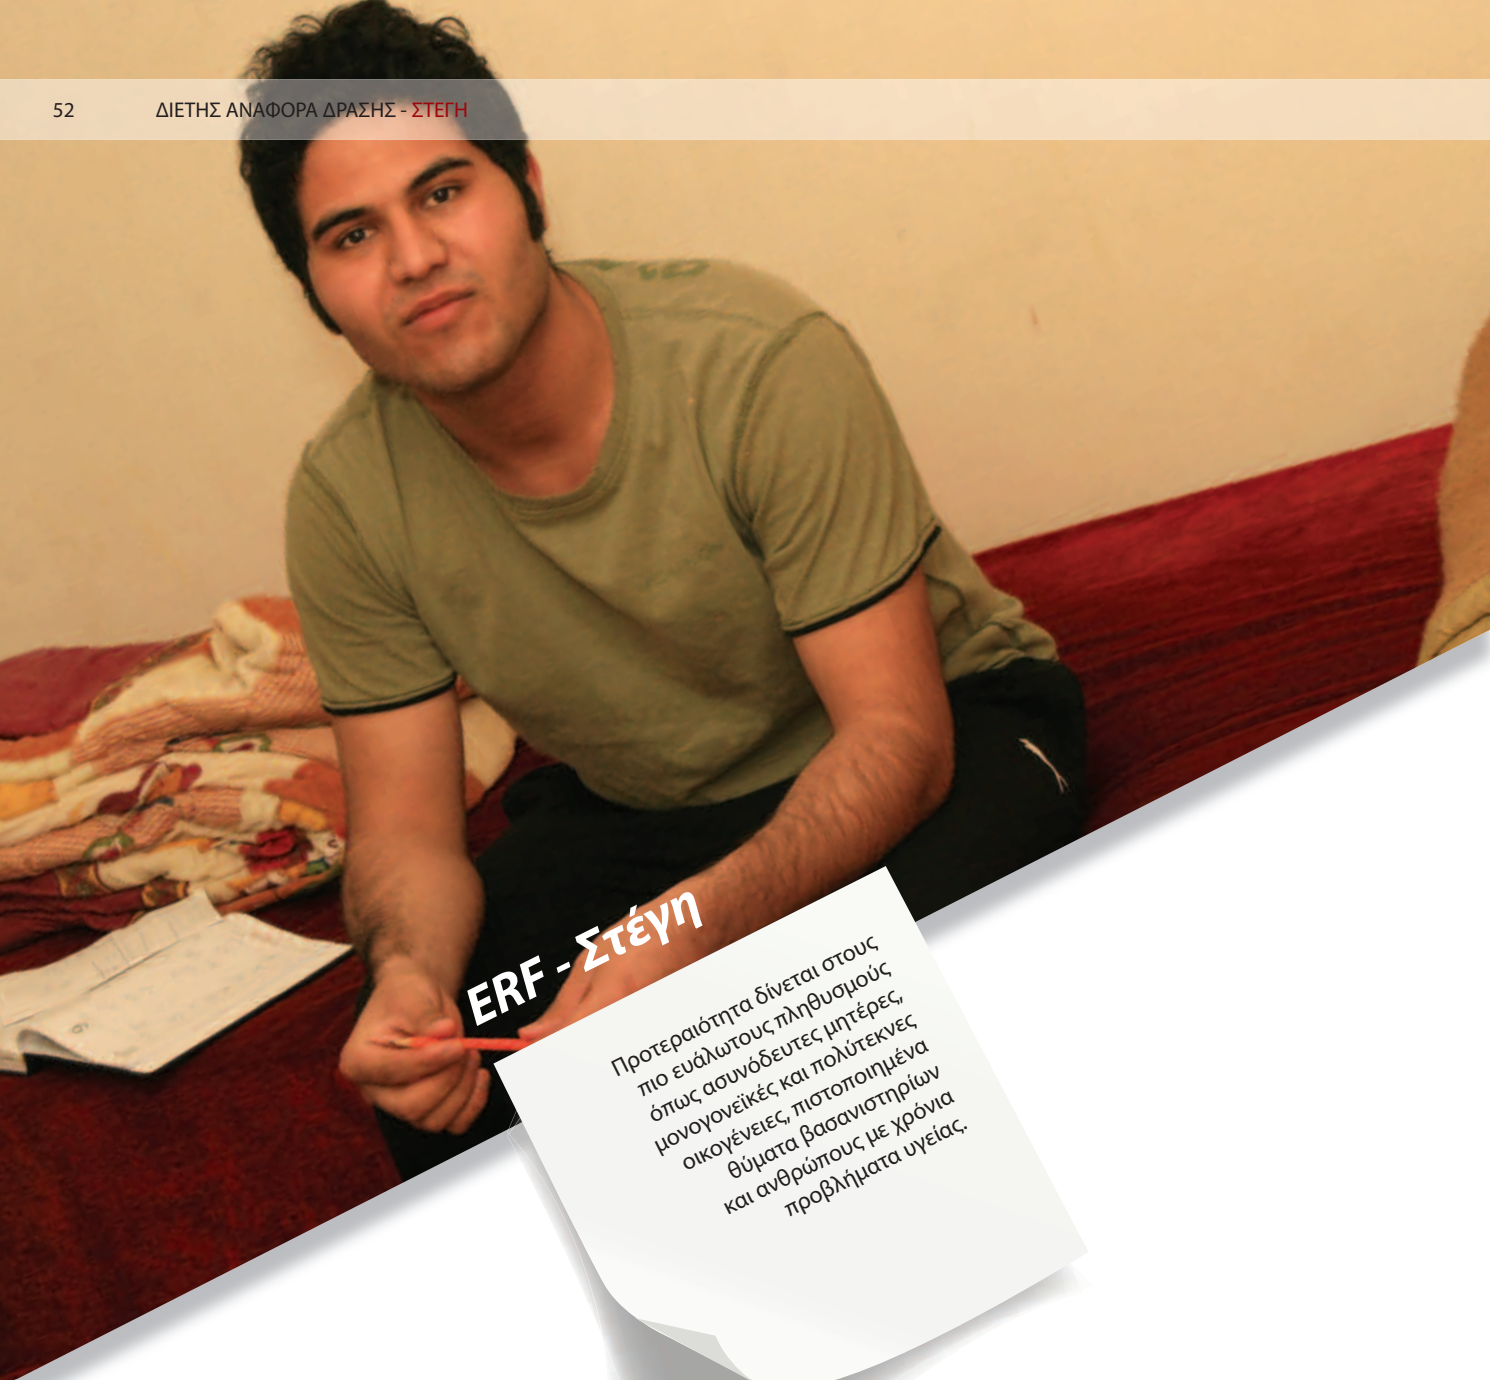 52 ΔΙΕΤΗΣ ΑΝΑΦΟΡΑ ΔΡΑΣΗΣ - ΣΤΕΓΗ
ERF - Στέγη
Προτεραιότητα δίνεται στους
πιο ευάλωτους πληθυσμούς
όπως ασυνόδευτες μητέρες,
μονογονεϊκές και πολύτεκνες
οικογένειες, πιστοποιημένα
θύματα βασανιστηρίων
και ανθρώπους με χρόνια
προβλήματα υγείας.